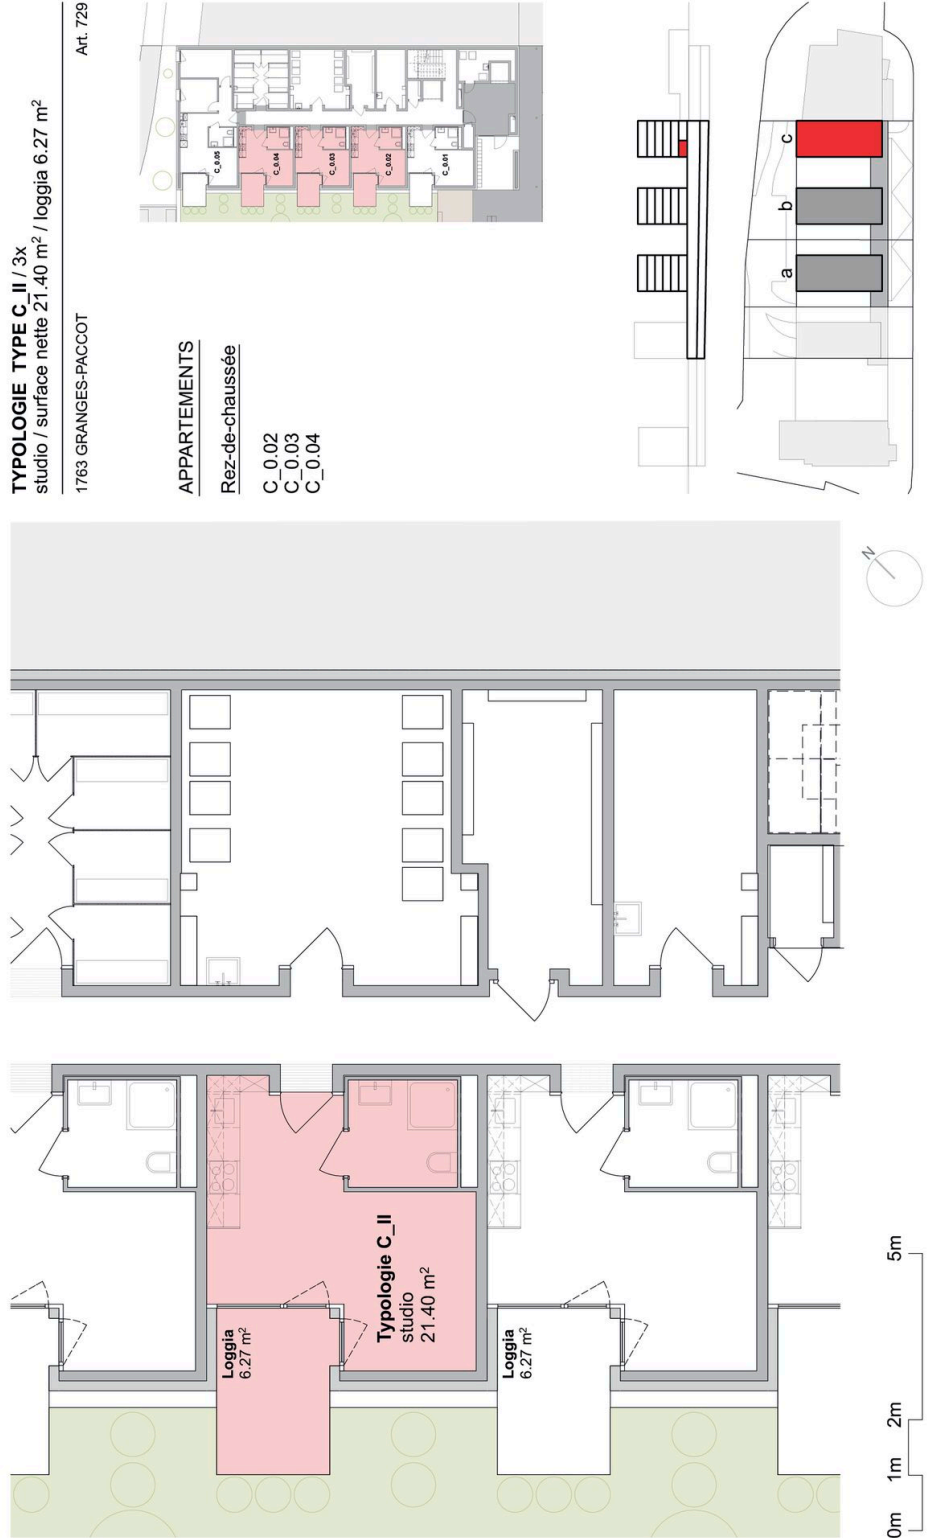 TYPOLOGIE TYPE C_II / 3x
studio / surface nette 21.40 m² / loggia 6.27 m²
1763 GRANGES-PACCOT
Art. 729
APPARTEMENTS
Rez-de-chaussée
C_0.02
C_0.03
C_0.04
C_0.05
C_0.04
C_0.03
C_0.02
C_0.01
a
b
c
N
Loggia
6.27 m²
Typologie C_II
studio
21.40 m²
Loggia
6.27 m²
0m
1m
2m
5m